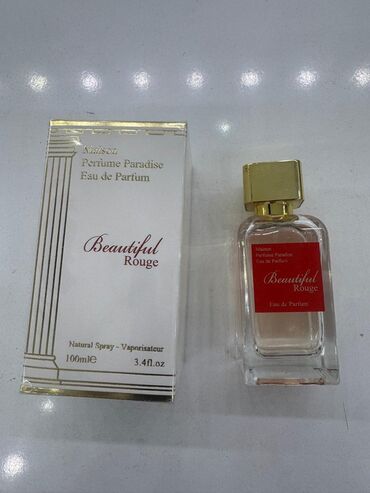 Maison
Perfume Paradise
Eau de Parfum
Beautiful
Rouge
Natural Spray - Vaporisateur
100ml℮ 3.4fl.oz
Maison
Perfume Paradise
Eau de Parfum
Beautiful
Rouge
Eau de Parfum